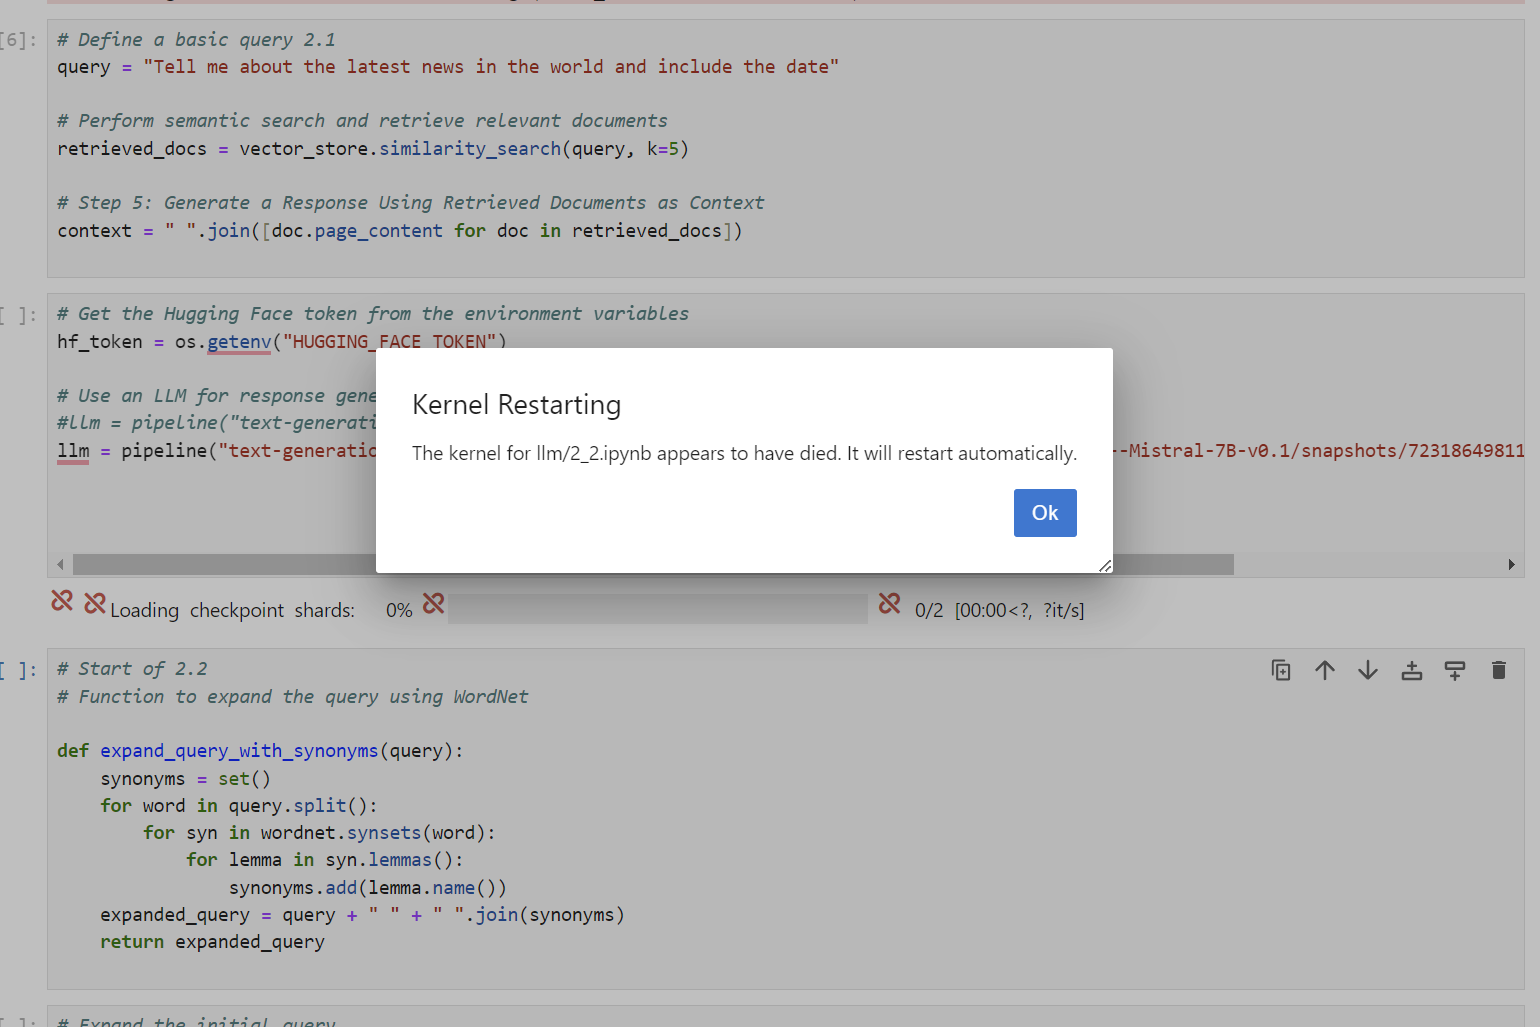 [6]:
# Define a basic query 2.1
query = "Tell me about the latest news in the world and include the date"
# Perform semantic search and retrieve relevant documents
retrieved_docs = vector_store.similarity_search(query, k=5)
# Step 5: Generate a Response Using Retrieved Documents as Context
context = " ".join([doc.page_content for doc in retrieved_docs])
[ ]:
# Get the Hugging Face token from the environment variables
hf_token = os.getenv("HUGGING_FACE_TOKEN")
# Use an LLM for response gene
#llm = pipeline("text-generati
llm = pipeline("text-generatio
--Mistral-7B-v0.1/snapshots/72318649811
Kernel Restarting
The kernel for llm/2_2.ipynb appears to have died. It will restart automatically.
Ok
Loading checkpoint shards: 0% 0/2 [00:00<?, ?it/s]
[ ]:
# Start of 2.2
# Function to expand the query using WordNet
def expand_query_with_synonyms(query):
    synonyms = set()
    for word in query.split():
        for syn in wordnet.synsets(word):
            for lemma in syn.lemmas():
                synonyms.add(lemma.name())
    expanded_query = query + " " + " ".join(synonyms)
    return expanded_query
[ ]:
# Expand the initial query